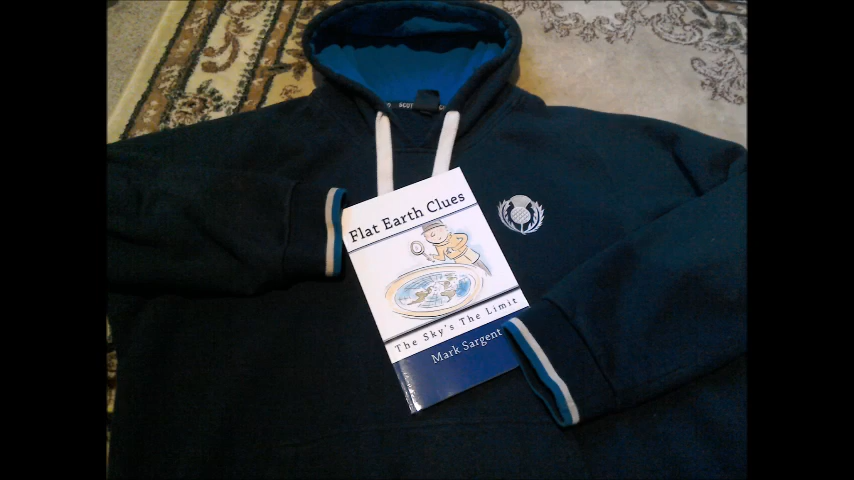 Flat Earth Clues
The Sky's The Limit
Mark Sargent